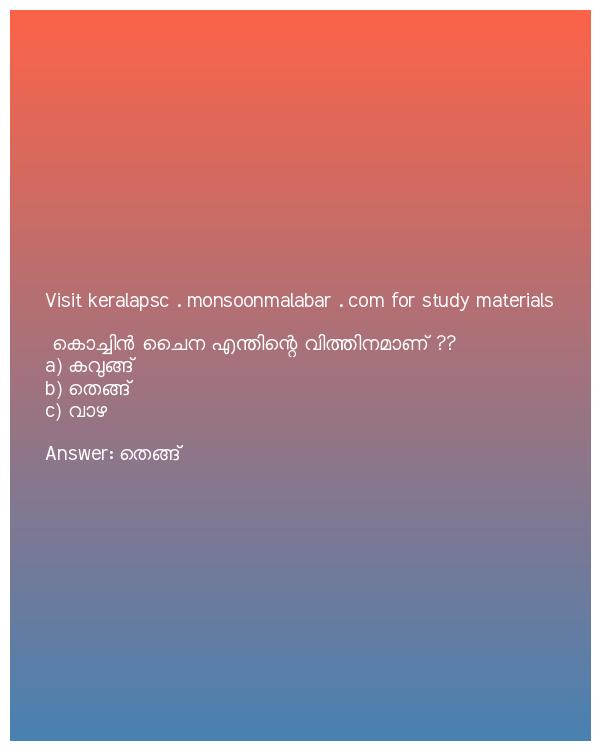 Visit keralapsc . monsoonmalabar . com for study materials
കൊച്ചിൻ ചൈന എന്തിന്റെ വിത്തിനമാണ് ??
a) കവുങ്ങ്
b) തെങ്ങ്
c) വാഴ
Answer: തെങ്ങ്